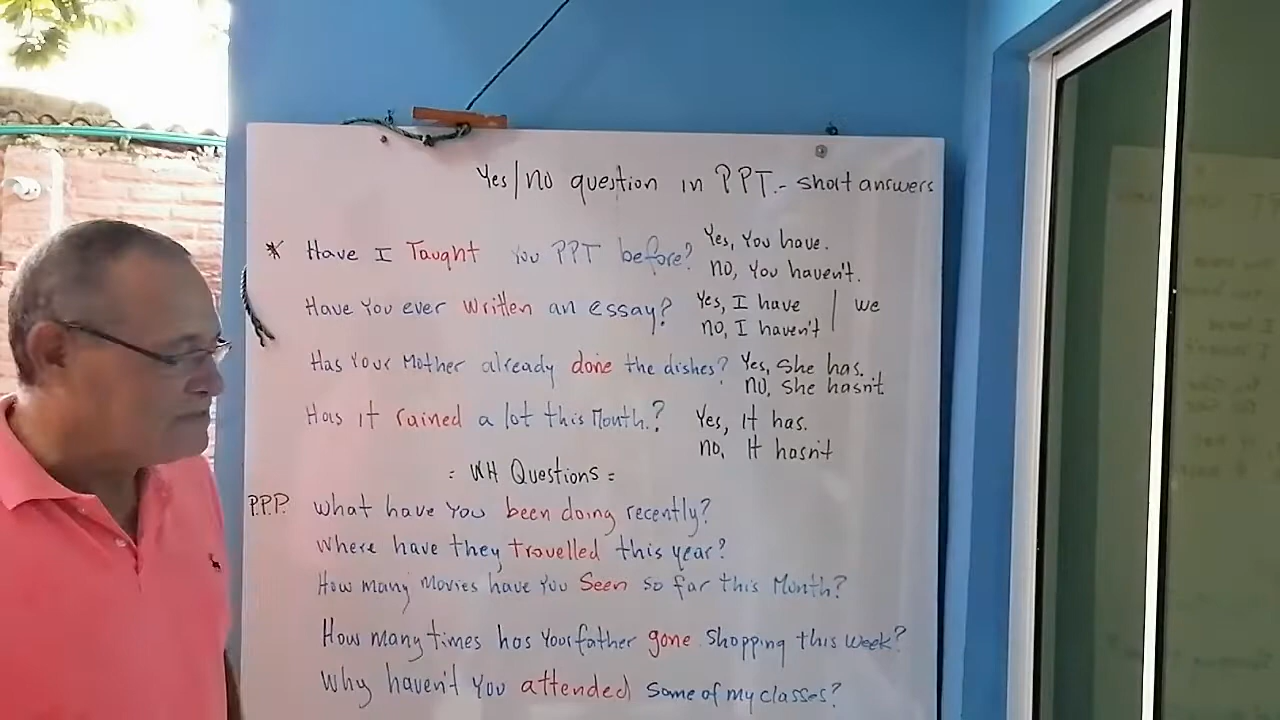 Yes/no question in PPT.- short answers
* Have I Taught You PPT before? Yes, You have.
no, You haven't.
Have You ever written an essay? Yes, I have | we
no, I haven't
Has Your Mother already done the dishes? Yes, She has.
no, She hasn't.
Has it rained a lot this Month.? Yes, It has.
no, It hasn't
= WH Questions =
P.P.P. What have You been doing recently?
Where have they travelled this year?
How many Movies have You Seen so far this Month?
How many times has Your father gone shopping this week?
Why haven't You attended some of my classes?